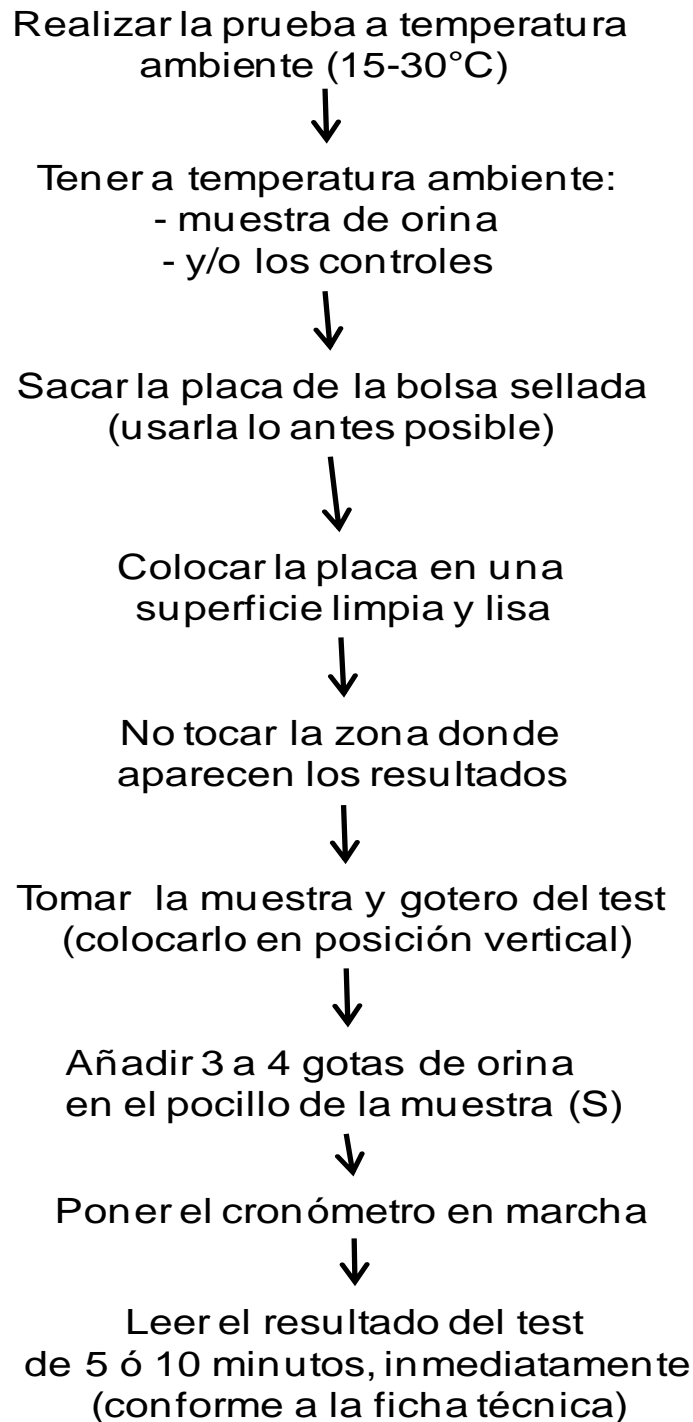 Realizar la prueba a temperatura
ambiente (15-30°C)
Tener a temperatura ambiente:
- muestra de orina
- y/o los controles
Sacar la placa de la bolsa sellada
(usarla lo antes posible)
Colocar la placa en una
superficie limpia y lisa
No tocar la zona donde
aparecen los resultados
Tomar la muestra y gotero del test
(colocarlo en posición vertical)
Añadir 3 a 4 gotas de orina
en el pocillo de la muestra (S)
Poner el cronómetro en marcha
Leer el resultado del test
de 5 ó 10 minutos, inmediatamente
(conforme a la ficha técnica)